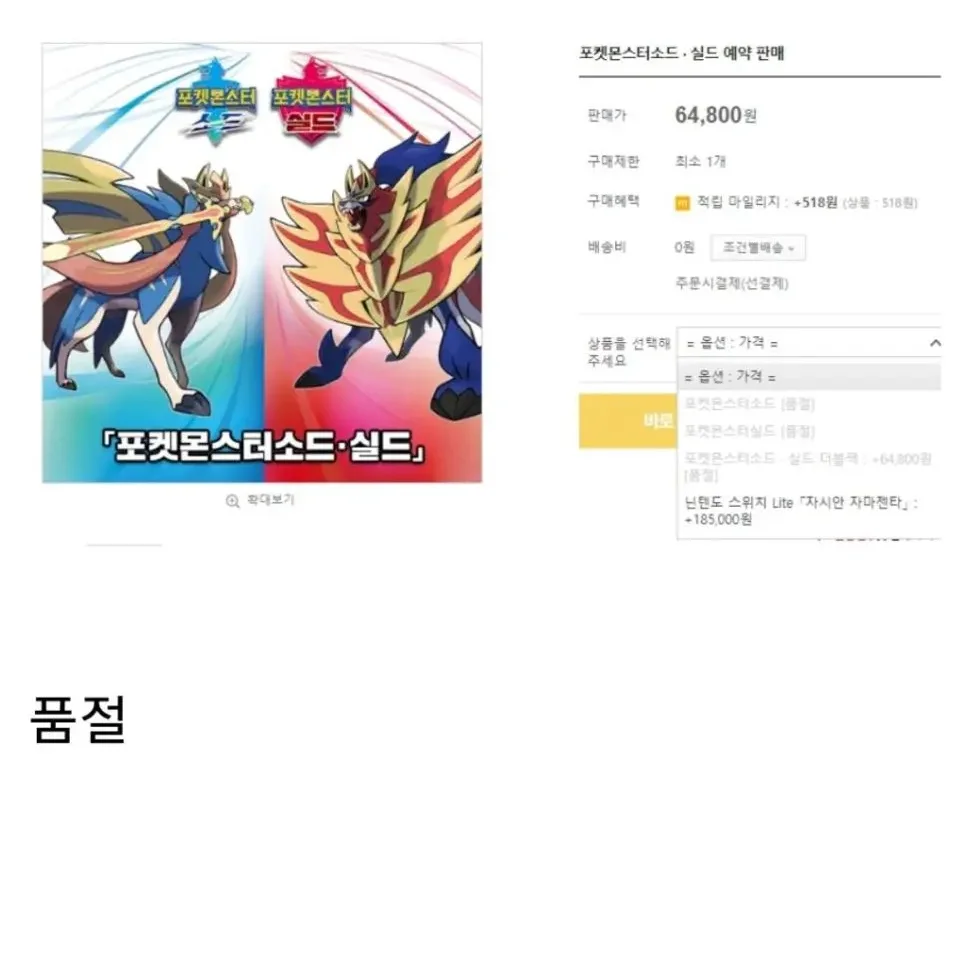 포켓몬스터
소드
포켓몬스터
실드
「포켓몬스터소드·실드」
확대보기
포켓몬스터소드 · 실드 예약 판매
판매가 64,800원
구매제한 최소 1개
구매혜택 m 적립 마일리지 : +518원 (상품 : 518원)
배송비 0원 조건별배송
주문시결제(선결제)
상품을 선택해
주세요
= 옵션 : 가격 =
= 옵션 : 가격 =
포켓몬스터소드 [품절]
포켓몬스터실드 [품절]
포켓몬스터소드 · 실드 더블팩 : +64,800원
[품절]
닌텐도 스위치 Lite「자시안 자마젠타」 :
+185,000원
바로
품절